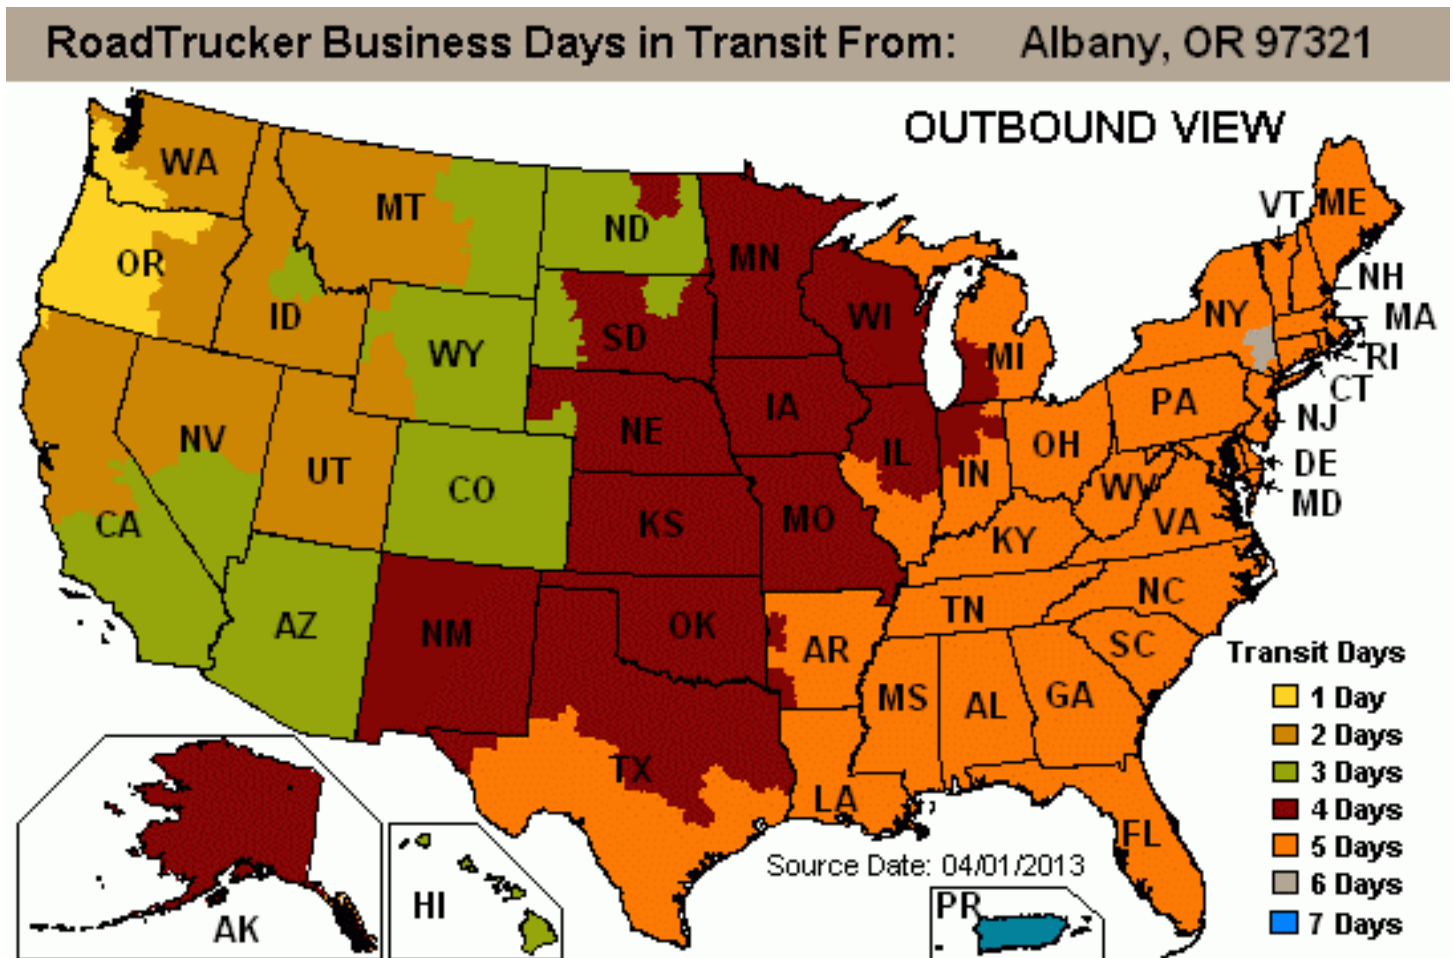 RoadTrucker Business Days in Transit From: Albany, OR 97321
OUTBOUND VIEW
WA
MT
ND
MN
VT
ME
OR
ID
WY
SD
WI
MI
NY
NH
MA
RI
CT
NV
UT
CO
NE
IA
IL
IN
OH
PA
NJ
DE
MD
CA
KS
MO
KY
WV
VA
AZ
NM
OK
AR
TN
NC
SC
TX
LA
MS
AL
GA
FL
AK
HI
PR
Transit Days
1 Day
2 Days
3 Days
4 Days
5 Days
6 Days
7 Days
Source Date: 04/01/2013